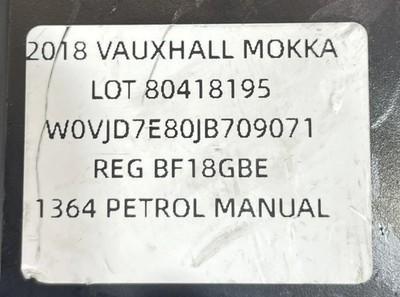 2018 VAUXHALL MOKKA
LOT 80418195
W0VJD7E80JB709071
REG BF18GBE
1364 PETROL MANUAL